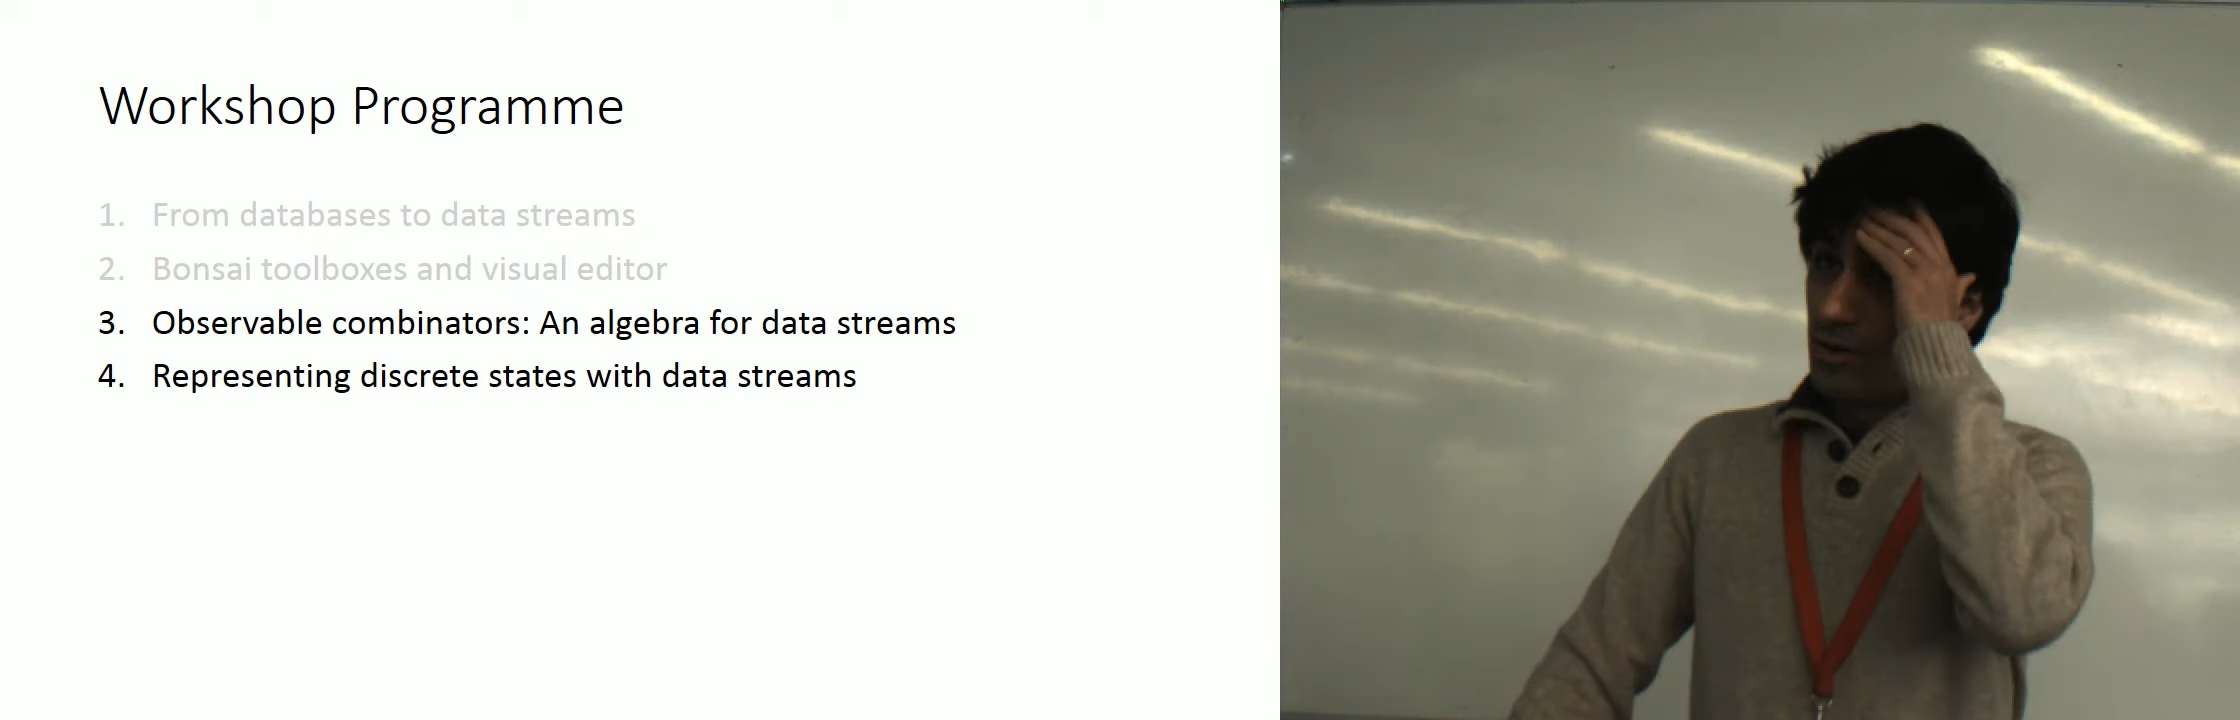 Workshop Programme
1. From databases to data streams
2. Bonsai toolboxes and visual editor
3. Observable combinators: An algebra for data streams
4. Representing discrete states with data streams